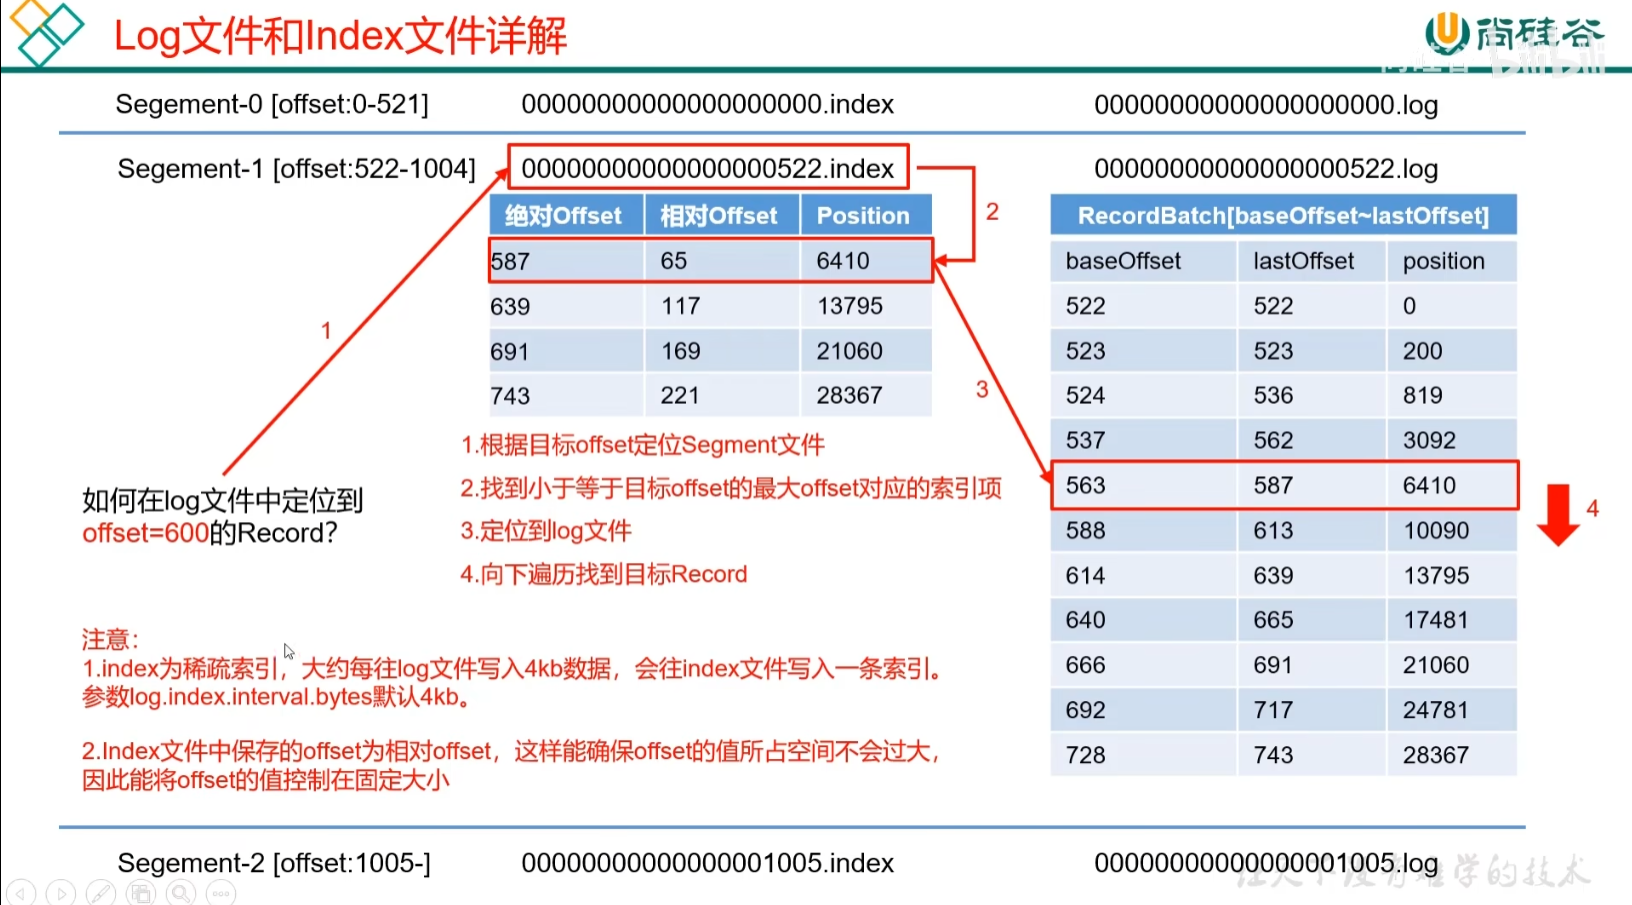 Log文件和Index文件详解
尚硅谷
bilibili
Segement-0 [offset:0-521] 00000000000000000000.index 00000000000000000000.log
Segement-1 [offset:522-1004] 00000000000000000522.index 00000000000000000522.log
绝对Offset 相对Offset Position
587 65 6410
639 117 13795
691 169 21060
743 221 28367
2
1
3
RecordBatch[baseOffset~lastOffset]
baseOffset lastOffset position
522 522 0
523 523 200
524 536 819
537 562 3092
563 587 6410
588 613 10090
614 639 13795
640 665 17481
666 691 21060
692 717 24781
728 743 28367
4
如何在log文件中定位到
offset=600的Record？
1.根据目标offset定位Segment文件
2.找到小于等于目标offset的最大offset对应的索引项
3.定位到log文件
4.向下遍历找到目标Record
注意：
1.index为稀疏索引，大约每往log文件写入4kb数据，会往index文件写入一条索引。
参数log.index.interval.bytes默认4kb。
2.Index文件中保存的offset为相对offset，这样能确保offset的值所占空间不会过大，
因此能将offset的值控制在固定大小
Segement-2 [offset:1005-] 00000000000000001005.index 00000000000000001005.log
让天下没有难学的技术